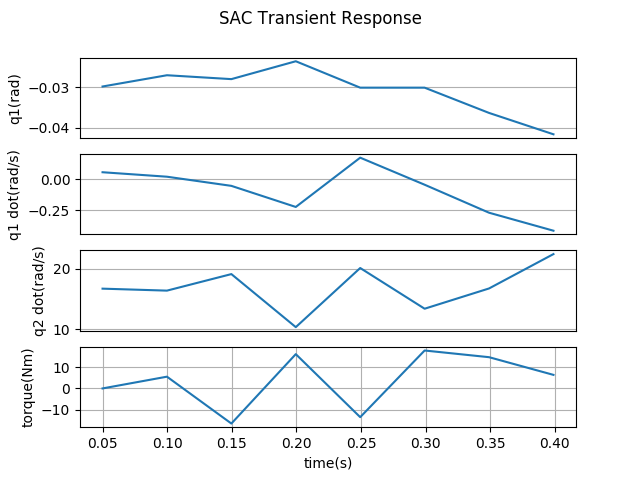 SAC Transient Response
q1(rad)
−0.03
−0.04
q1 dot(rad/s)
0.00
−0.25
q2 dot(rad/s)
20
10
torque(Nm)
10
0
−10
0.05 0.10 0.15 0.20 0.25 0.30 0.35 0.40
time(s)